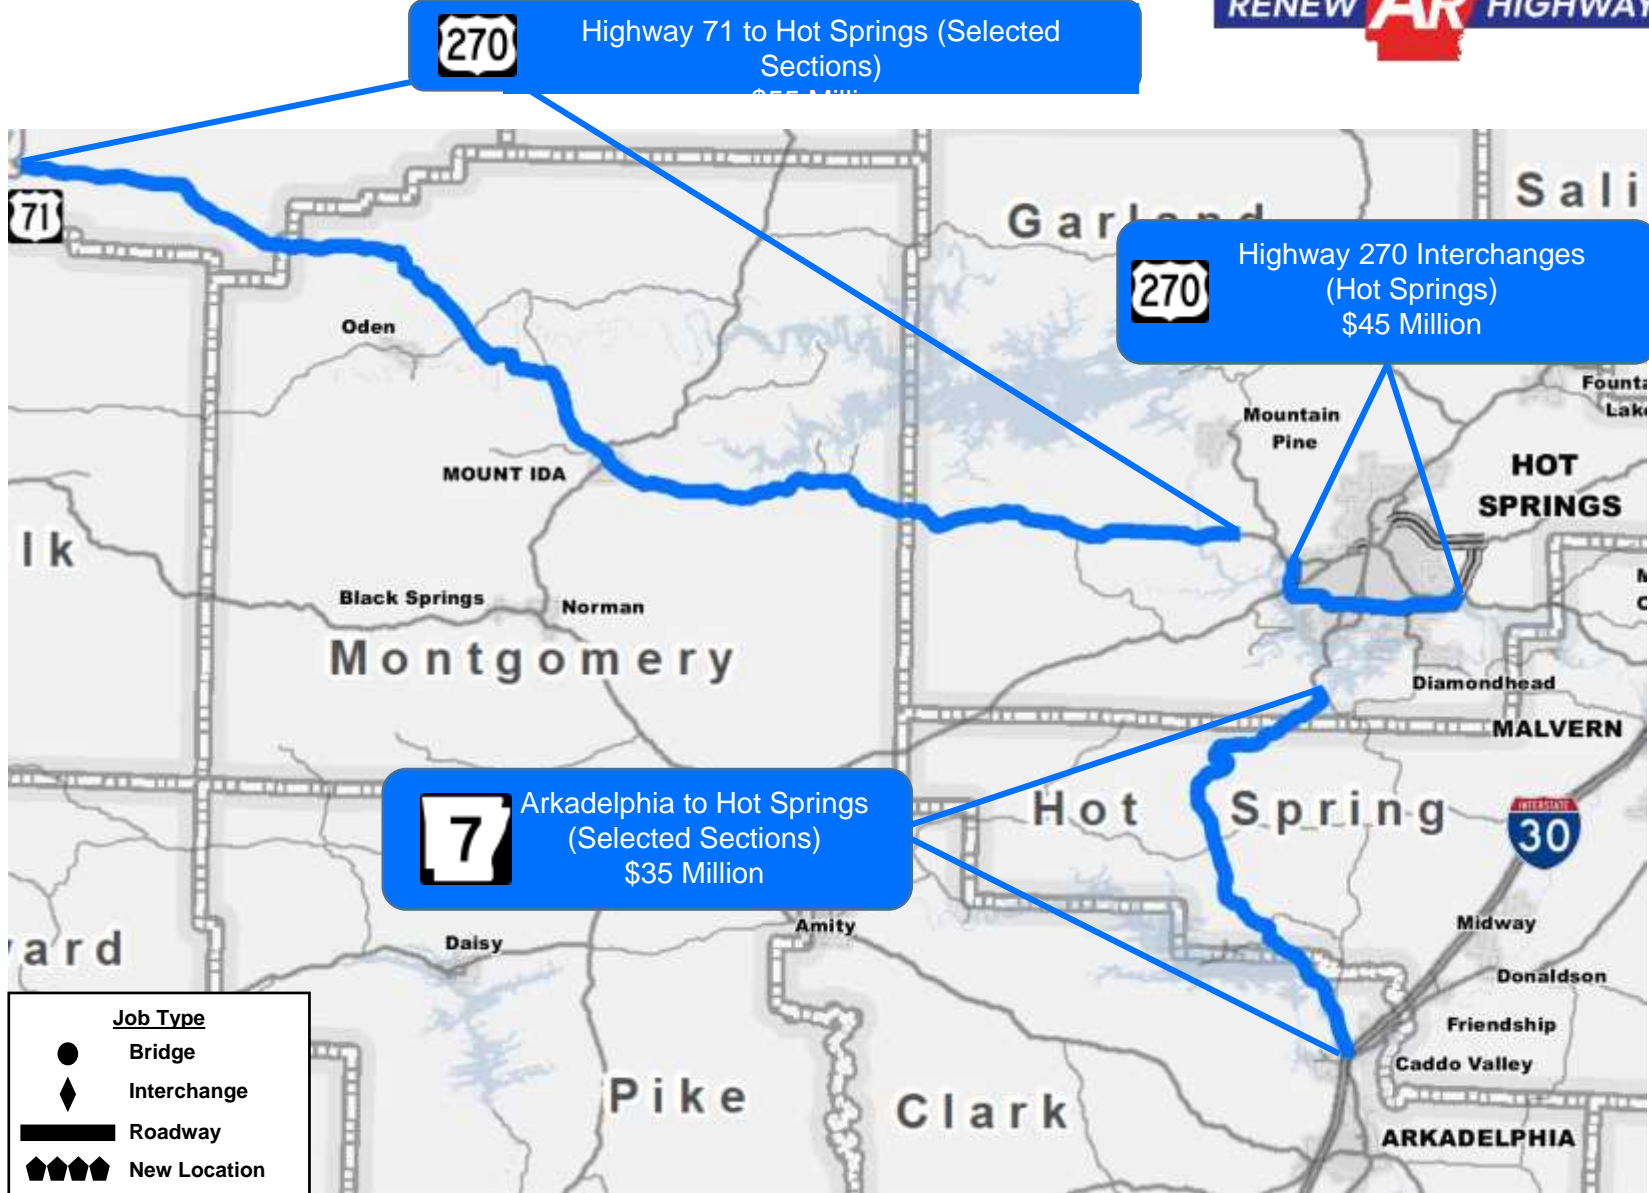 RENEW AR HIGHWAY
270
Highway 71 to Hot Springs (Selected
Sections)
$55 Million
71
Garland
Sali
270
Highway 270 Interchanges
(Hot Springs)
$45 Million
Oden
Mountain
Pine
Founta
Lake
MOUNT IDA
HOT
SPRINGS
lk
Black Springs
Norman
Montgomery
Diamondhead
MALVERN
7
Arkadelphia to Hot Springs
(Selected Sections)
$35 Million
Hot Spring
INTERSTATE
30
Amity
Daisy
Midway
ard
Donaldson
Friendship
Caddo Valley
Pike
Clark
ARKADELPHIA
Job Type
Bridge
Interchange
Roadway
New Location